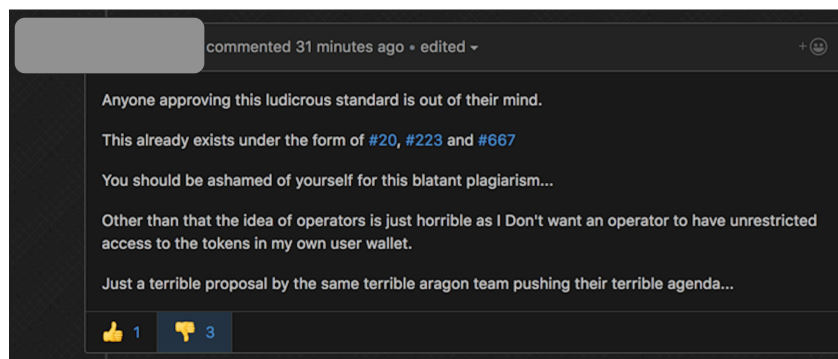 commented 31 minutes ago • edited
Anyone approving this ludicrous standard is out of their mind.
This already exists under the form of #20, #223 and #667
You should be ashamed of yourself for this blatant plagiarism...
Other than that the idea of operators is just horrible as I Don't want an operator to have unrestricted
access to the tokens in my own user wallet.
Just a terrible proposal by the same terrible aragon team pushing their terrible agenda...
👍 1 👎 3